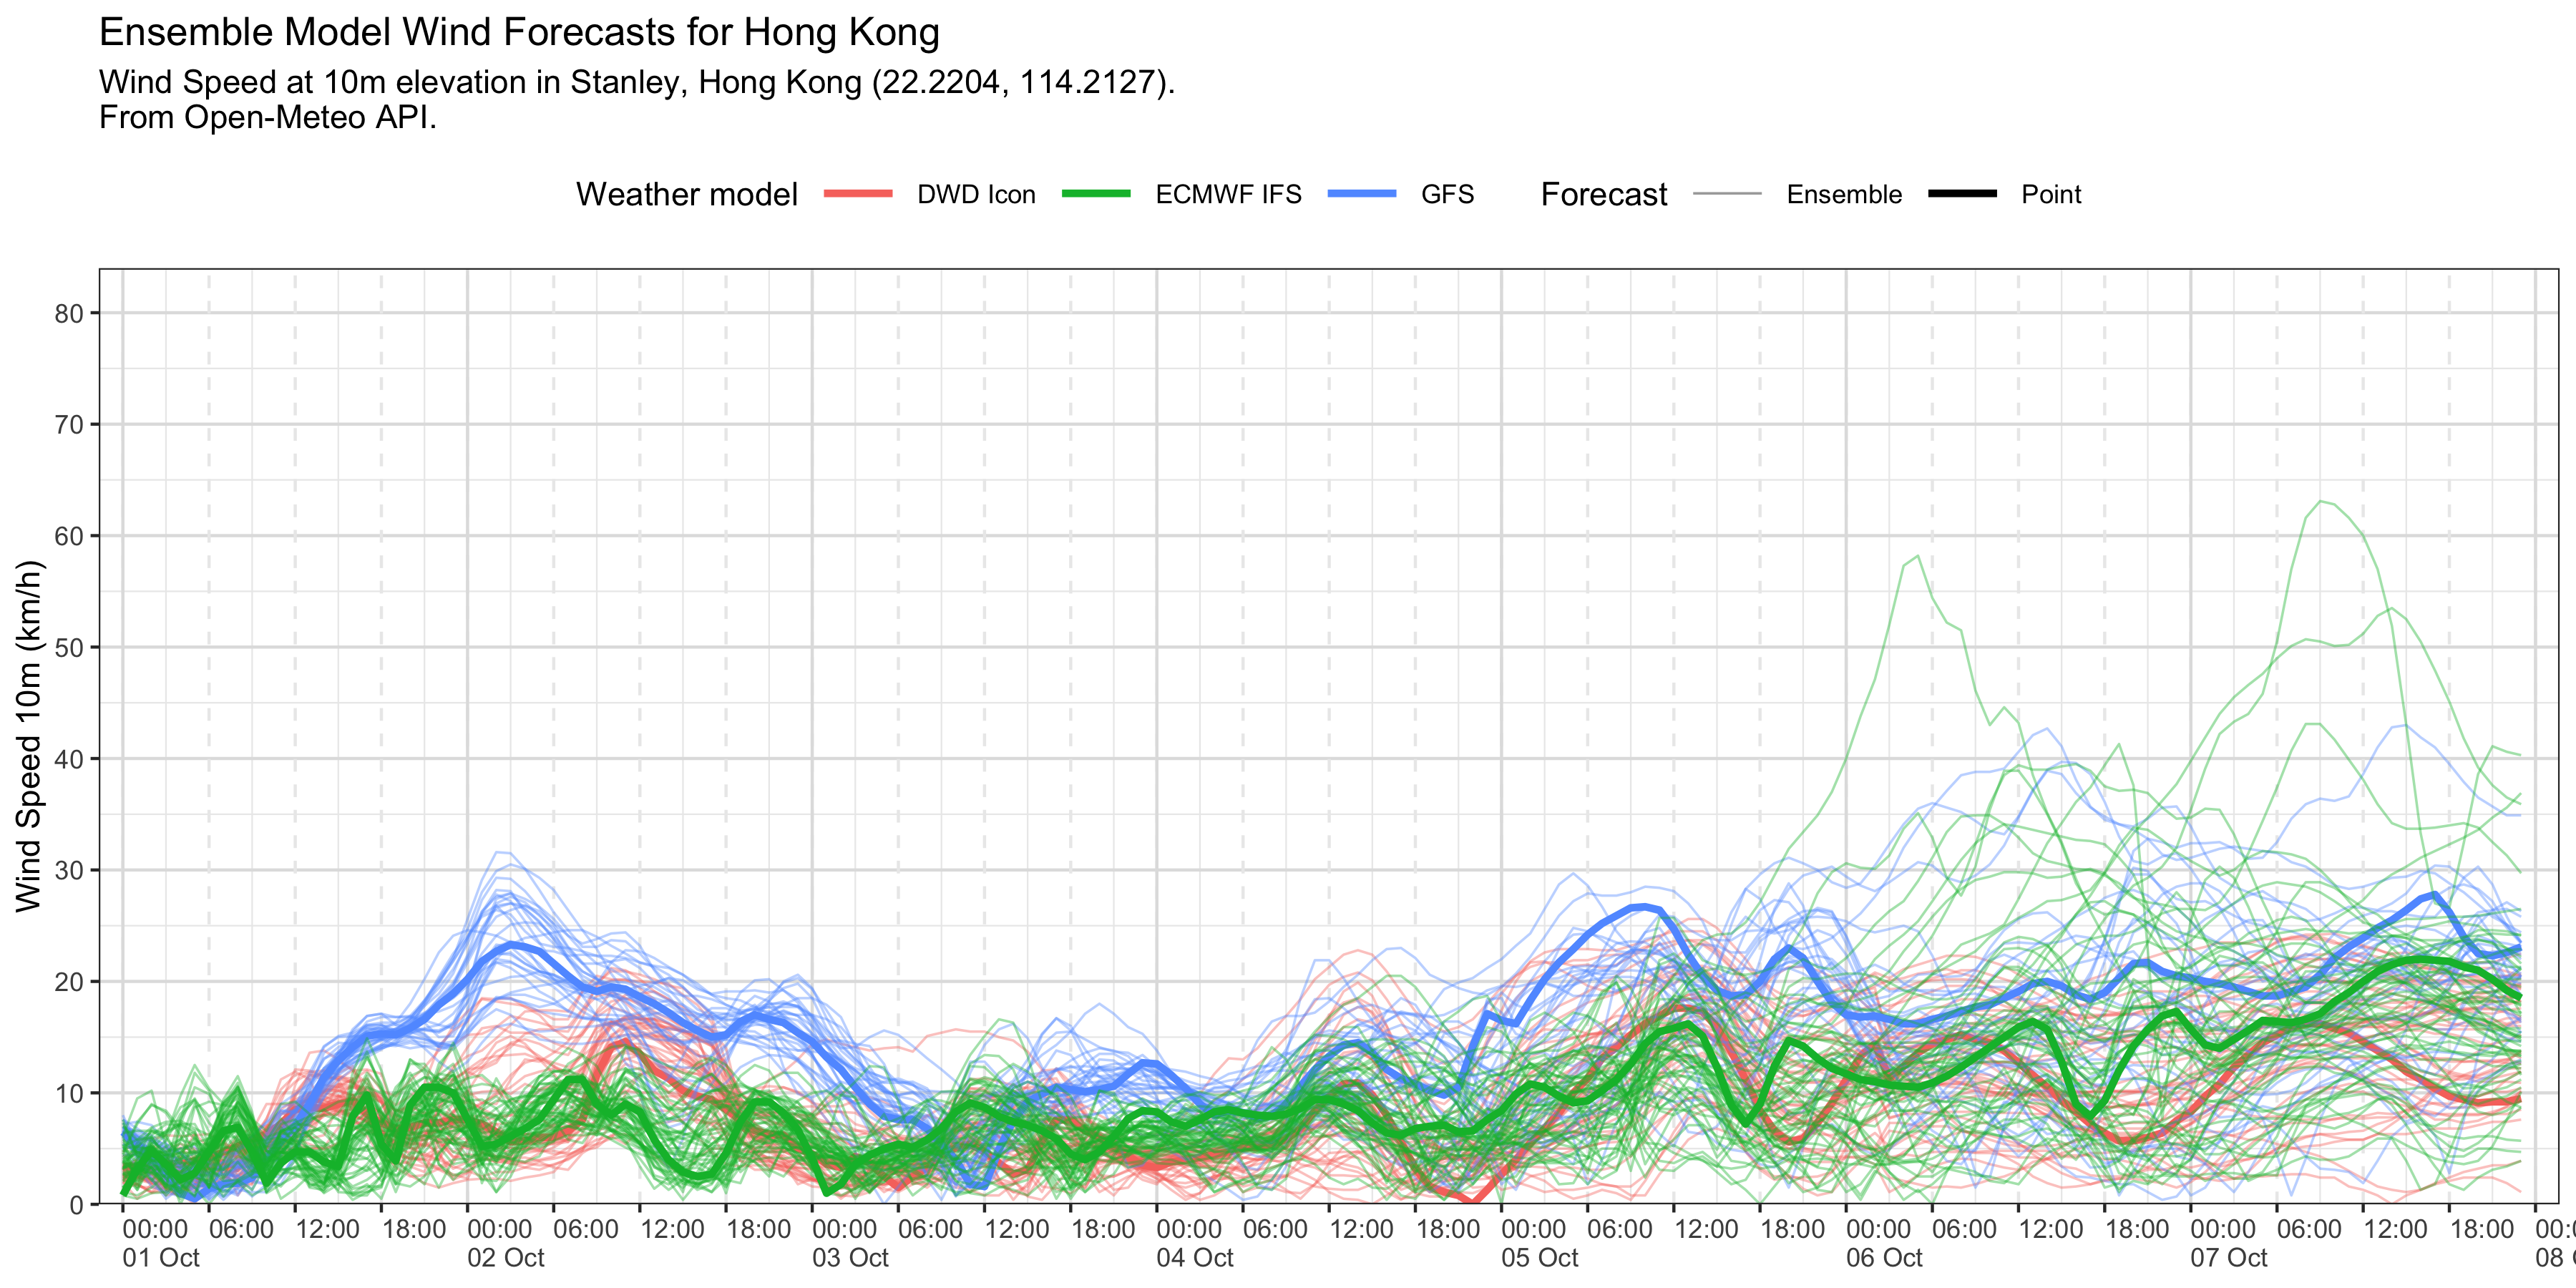 Ensemble Model Wind Forecasts for Hong Kong
Wind Speed at 10m elevation in Stanley, Hong Kong (22.2204, 114.2127).
From Open-Meteo API.
Weather model DWD Icon ECMWF IFS GFS Forecast Ensemble Point
Wind Speed 10m (km/h)
80
70
60
50
40
30
20
10
0
00:00 06:00 12:00 18:00 00:00 06:00 12:00 18:00 00:00 06:00 12:00 18:00 00:00 06:00 12:00 18:00 00:00 06:00 12:00 18:00 00:00 06:00 12:00 18:00 00:00 06:00 12:00 18:00 00:0
01 Oct 02 Oct 03 Oct 04 Oct 05 Oct 06 Oct 07 Oct 08